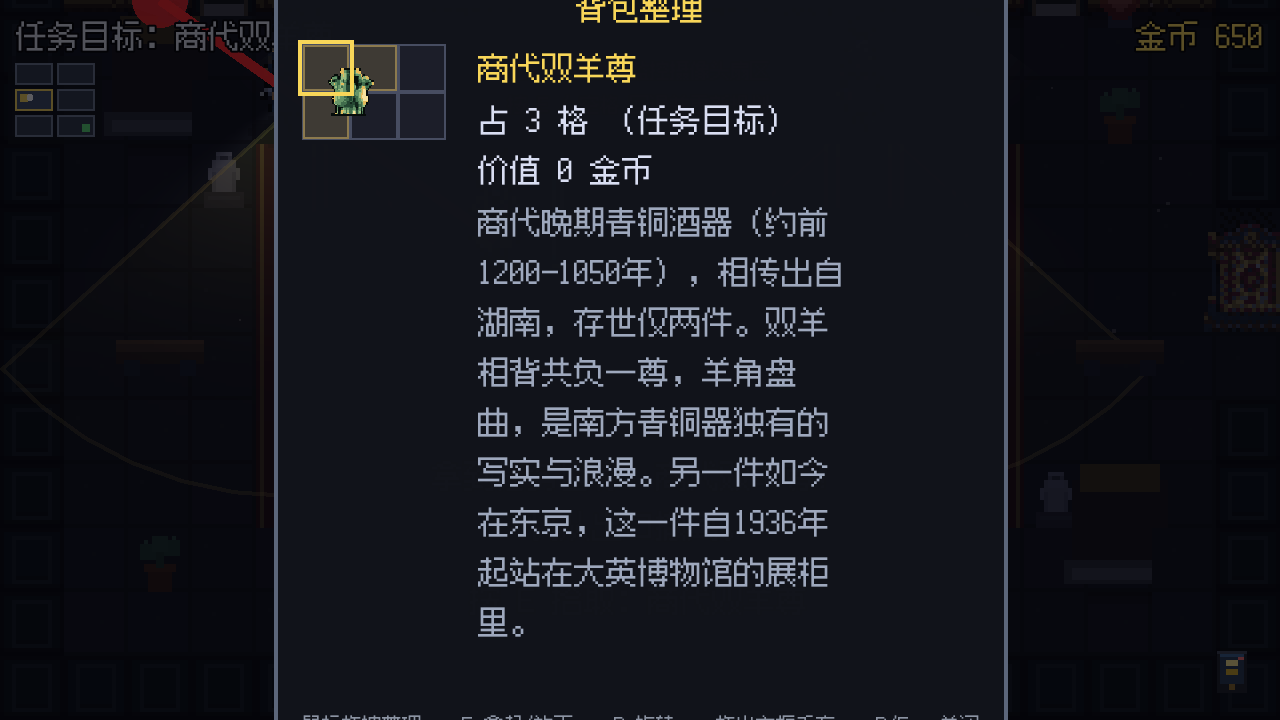 背包整理
任务目标：商代双
金币 650
商代双羊尊
占 3 格 （任务目标）
价值 0 金币
商代晚期青铜酒器（约前
1200-1050年），相传出自
湖南，存世仅两件。双羊
相背共负一尊，羊角盘
曲，是南方青铜器独有的
写实与浪漫。另一件如今
在东京，这一件自1936年
起站在大英博物馆的展柜
里。